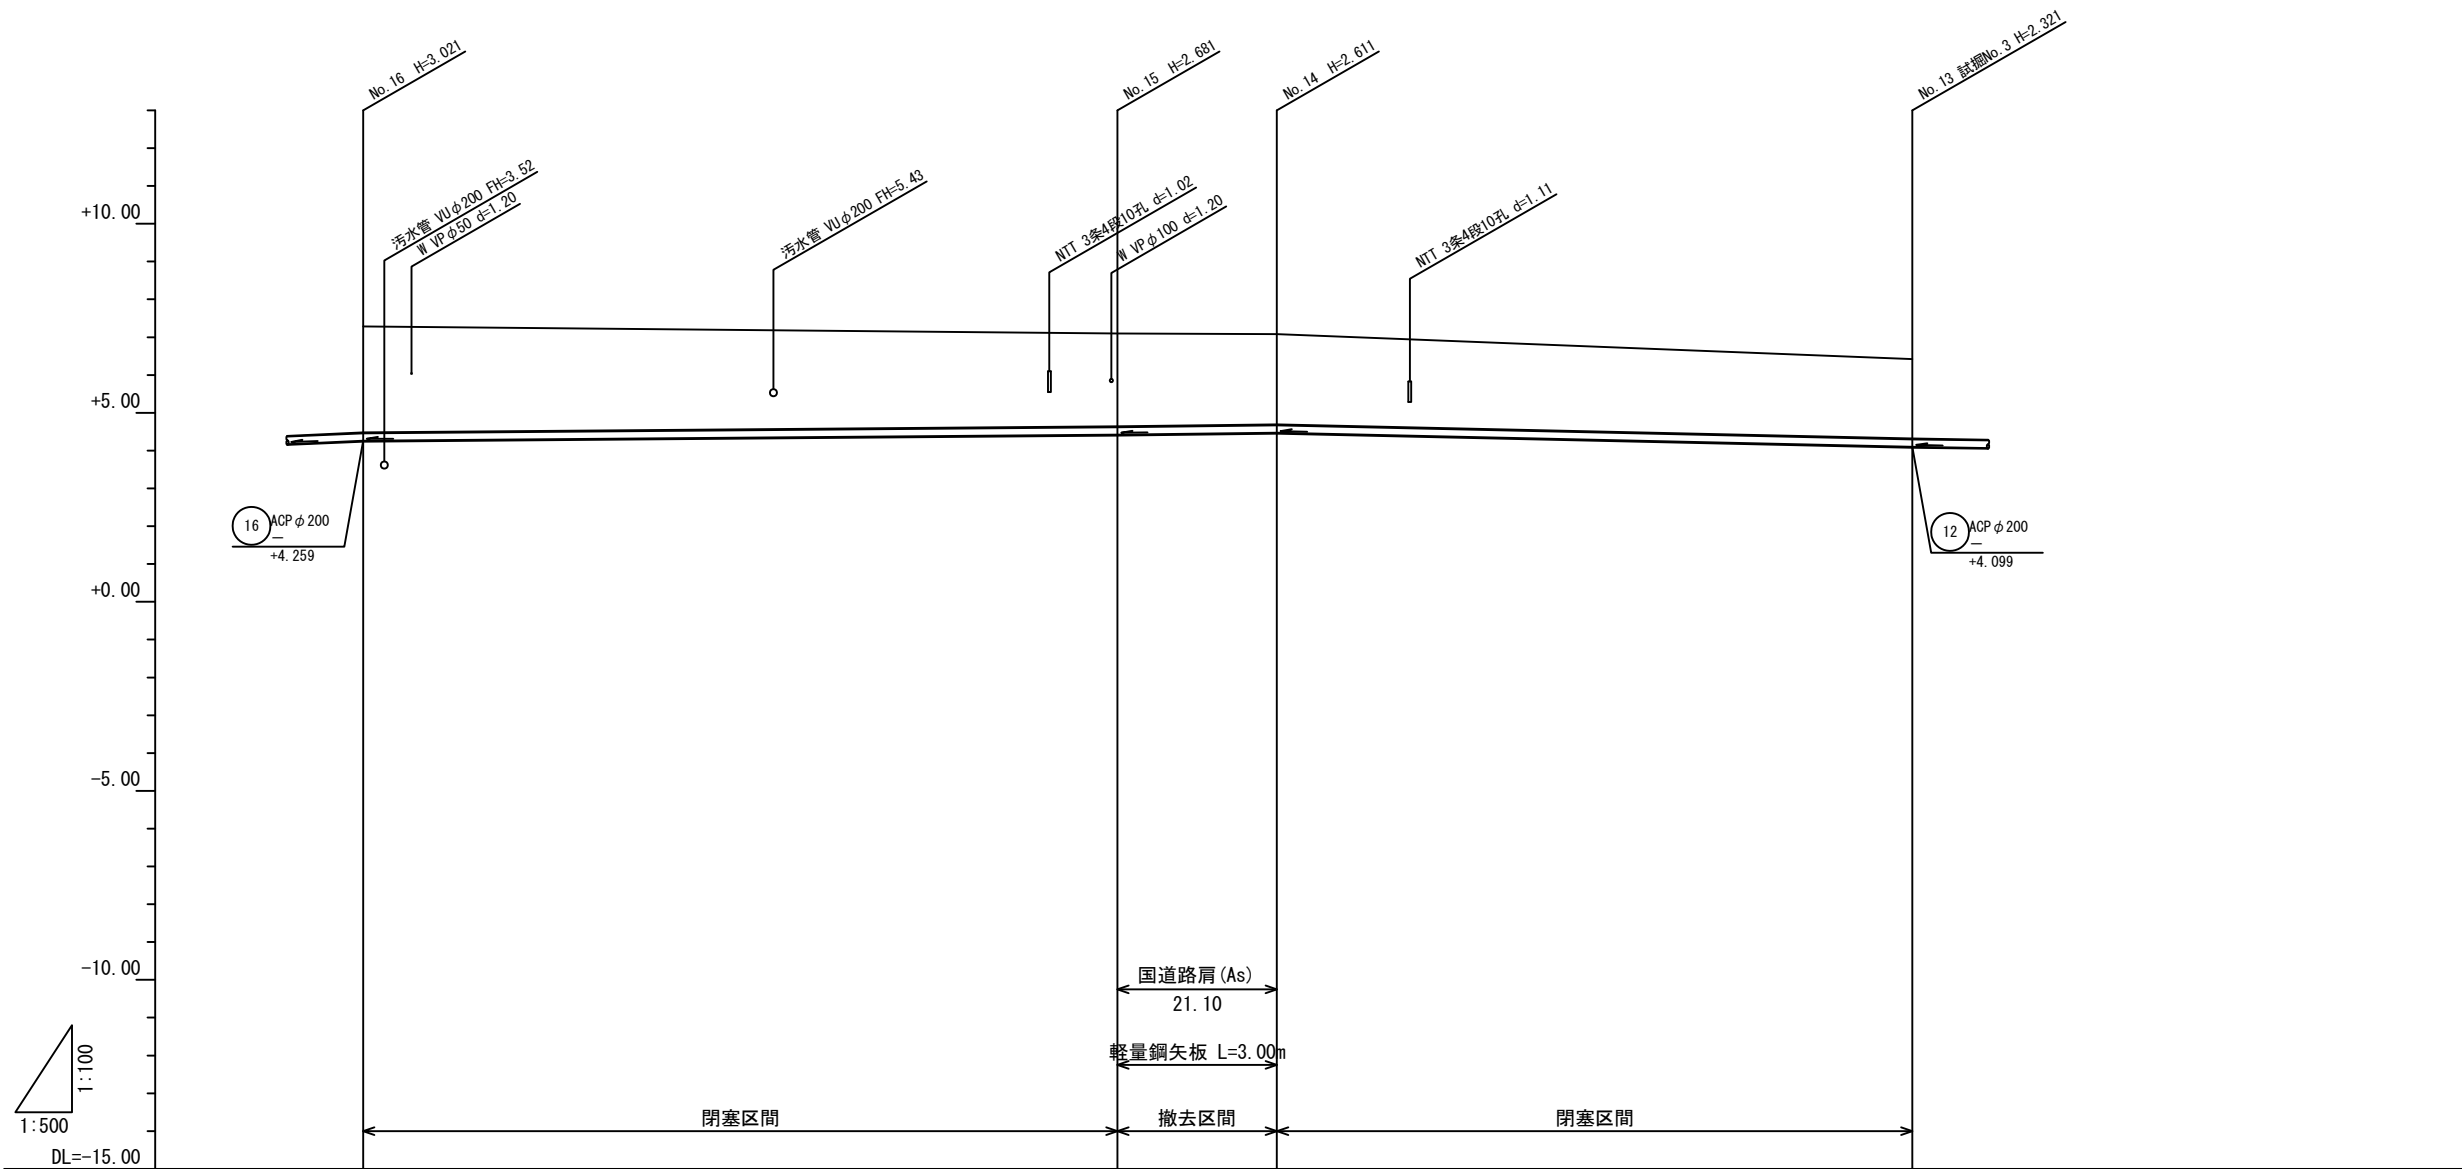 No.16 H=3.021
No.15 H=2.681
No.14 H=2.611
No.13 試掘No.3 H=2.321
汚水管 VUφ200 FH=3.52
W VPφ50 d=1.20
汚水管 VUφ200 FH=5.43
NTT 3条4段10孔 d=1.02
W VPφ100 d=1.20
NTT 3条4段10孔 d=1.11
+10.00
+5.00
+0.00
-5.00
-10.00
DL=-15.00
16
ACPφ200
—
+4.259
12
ACPφ200
—
+4.099
国道路肩(As)
21.10
軽量鋼矢板 L=3.00m
閉塞区間
撤去区間
閉塞区間
1:100
1:500